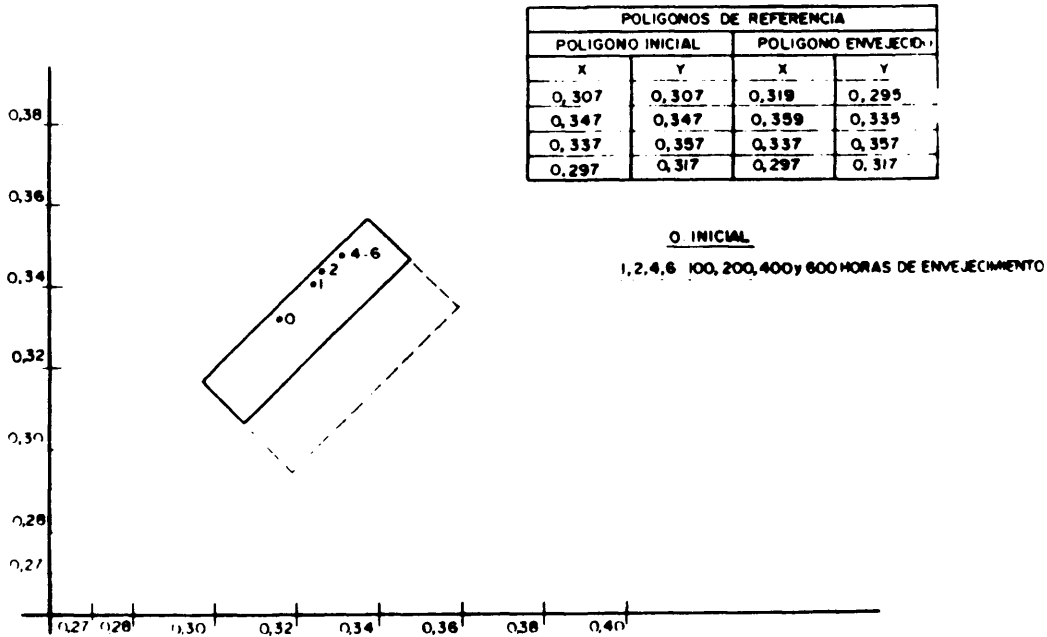 POLIGONOS DE REFERENCIA
POLIGONO INICIAL POLIGONO ENVEJECIDO
X Y X Y
0,307 0,307 0,319 0,295
0,347 0,347 0,359 0,335
0,337 0,357 0,337 0,357
0,297 0,317 0,297 0,317
O INICIAL
1,2,4,6 100, 200, 400 y 600 HORAS DE ENVEJECIMIENTO
0,38
0,36
0,34
0,32
0,30
0,28
0,27
4-6
2
1
0
0,27 0,28 0,30 0,32 0,34 0,36 0,38 0,40